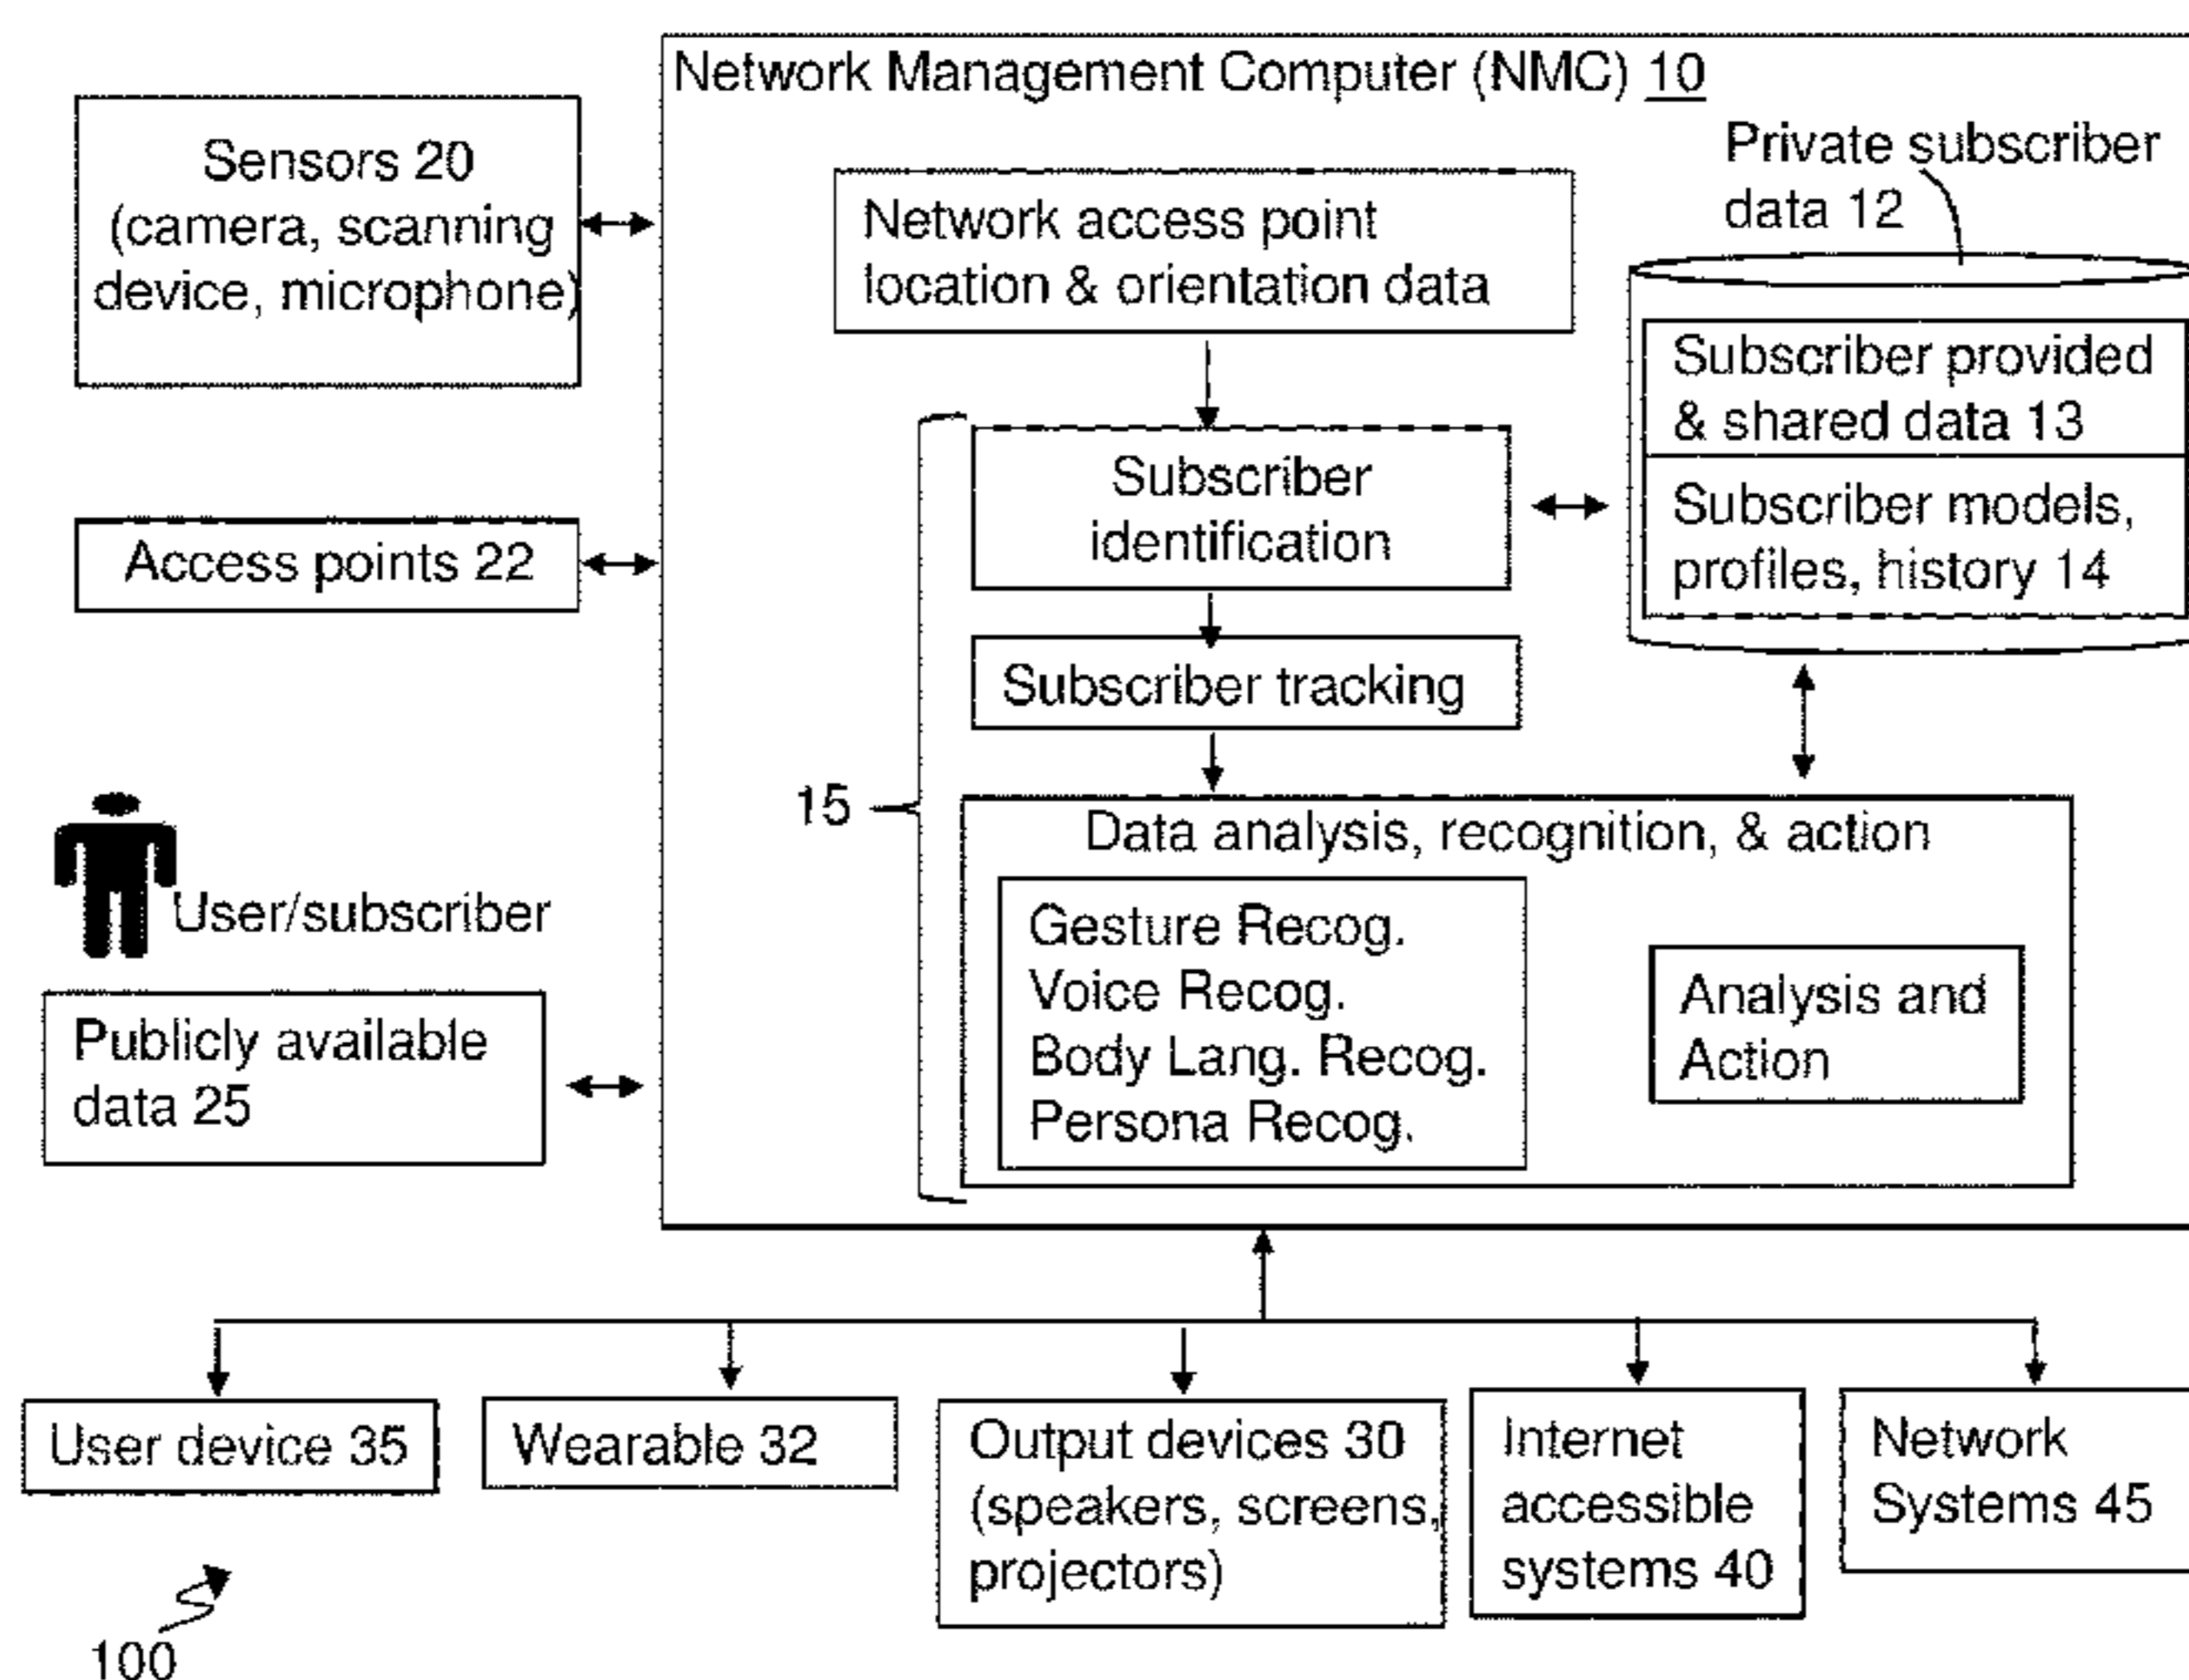 Network Management Computer (NMC) 10
Sensors 20
(camera, scanning
device, microphone)
Access points 22
User/subscriber
Publicly available
data 25
Network access point
location & orientation data
Private subscriber
data 12
Subscriber provided
& shared data 13
Subscriber models,
profiles, history 14
Subscriber
identification
Subscriber tracking
15
Data analysis, recognition, & action
Gesture Recog.
Voice Recog.
Body Lang. Recog.
Persona Recog.
Analysis and
Action
User device 35
Wearable 32
Output devices 30
(speakers, screens,
projectors)
Internet
accessible
systems 40
Network
Systems 45
100